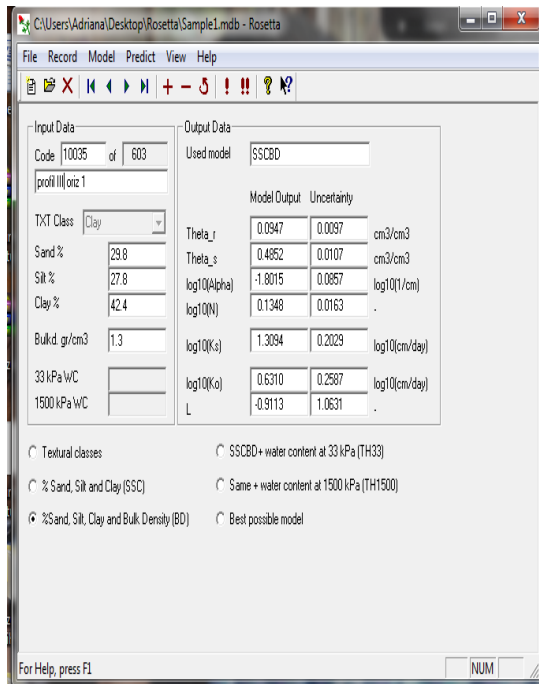 C:\Users\Adriana\Desktop\Rosetta\Sample1.mdb - Rosetta
File Record Model Predict View Help
Input Data
Code 10035 of 603
profil III oriz 1
TXT Class Clay
Sand % 29.8
Silt % 27.8
Clay % 42.4
Bulkd. gr/cm3 1.3
33 kPa WC
1500 kPa WC
Output Data
Used model SSCBD
Model Output Uncertainty
Theta_r 0.0947 0.0097 cm3/cm3
Theta_s 0.4852 0.0107 cm3/cm3
log10(Alpha) -1.8015 0.0857 log10(1/cm)
log10(N) 0.1348 0.0163 .
log10(Ks) 1.3094 0.2029 log10(cm/day)
log10(Ko) 0.6310 0.2587 log10(cm/day)
L -0.9113 1.0631 .
Textural classes
% Sand, Silt and Clay (SSC)
%Sand, Silt, Clay and Bulk Density (BD)
SSCBD+ water content at 33 kPa (TH33)
Same + water content at 1500 kPa (TH1500)
Best possible model
For Help, press F1
NUM